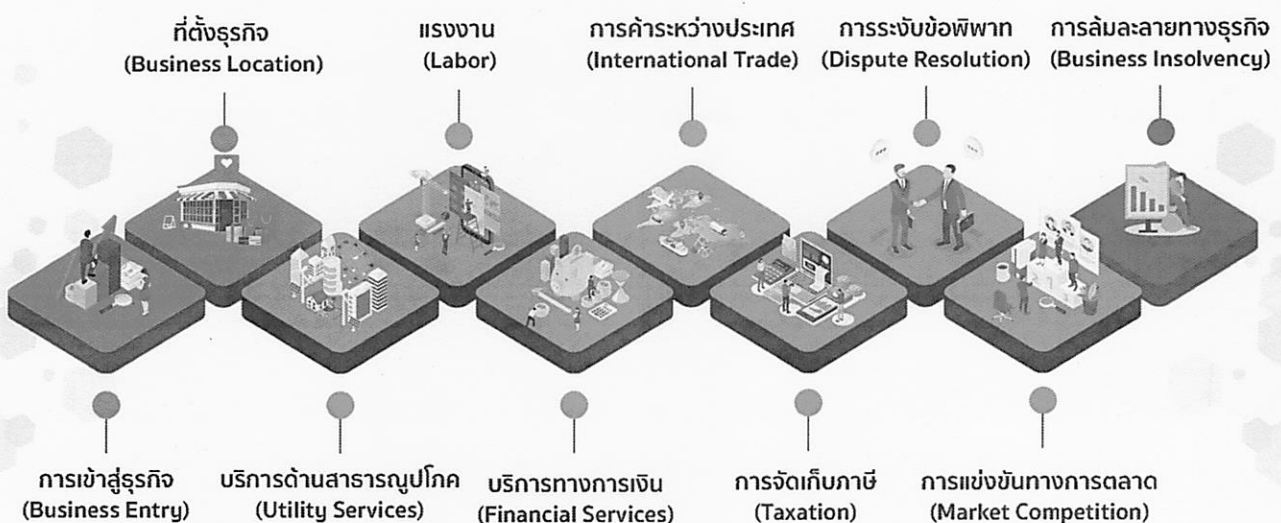 ที่ตั้งธุรกิจ
(Business Location)
แรงงาน
(Labor)
การค้าระหว่างประเทศ
(International Trade)
การระงับข้อพิพาท
(Dispute Resolution)
การล้มละลายทางธุรกิจ
(Business Insolvency)
การเข้าสู่ธุรกิจ
(Business Entry)
บริการด้านสาธารณูปโภค
(Utility Services)
บริการทางการเงิน
(Financial Services)
การจัดเก็บภาษี
(Taxation)
การแข่งขันทางการตลาด
(Market Competition)